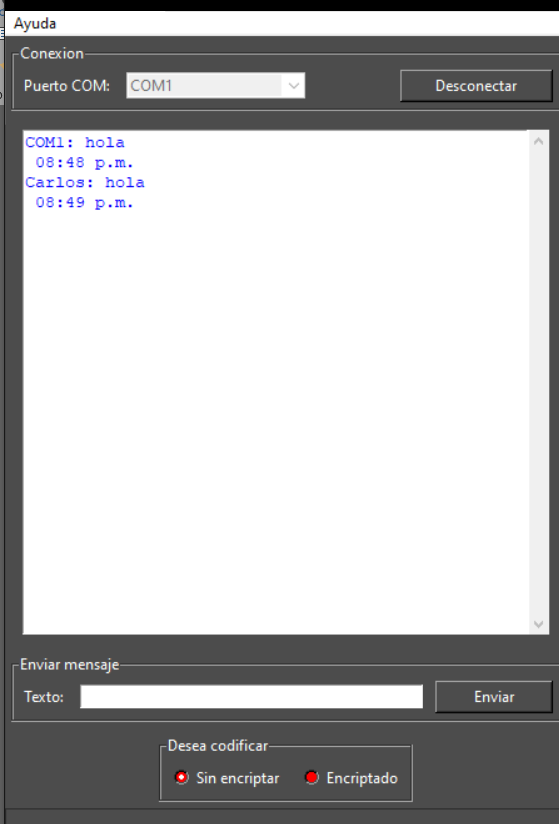 Ayuda
Conexion
Puerto COM: COM1 Desconectar
COM1: hola
08:48 p.m.
Carlos: hola
08:49 p.m.
Enviar mensaje
Texto: Enviar
Desea codificar
Sin encriptar Encriptado